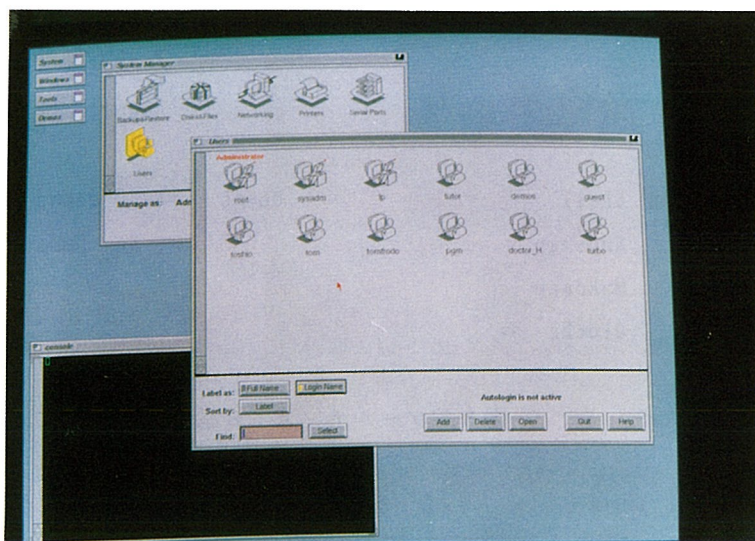 System
Windows
Tools
Demos
System Manager
Backup&Restore
Disks&Files
Networking
Printers
Serial Ports
Users
Manage as:
Users
Administrator
root
sysadm
lp
tutor
demos
guest
toshio
tom
tomfrodo
pgm
doctor_H
turbo
console
Label as:
Full Name
Login Name
Sort by:
Label
Find:
Select
Autologin is not active
Add
Delete
Open
Quit
Help